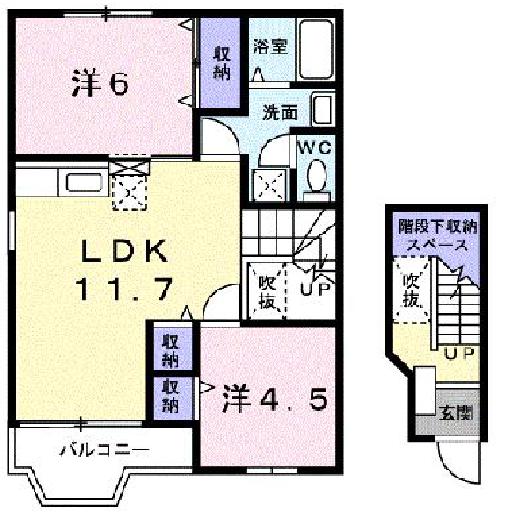 洋6
収納
浴室
洗面
WC
LDK
11.7
吹抜
UP
収納
収納
洋4.5
バルコニー
階段下収納
スペース
吹抜
UP
玄関